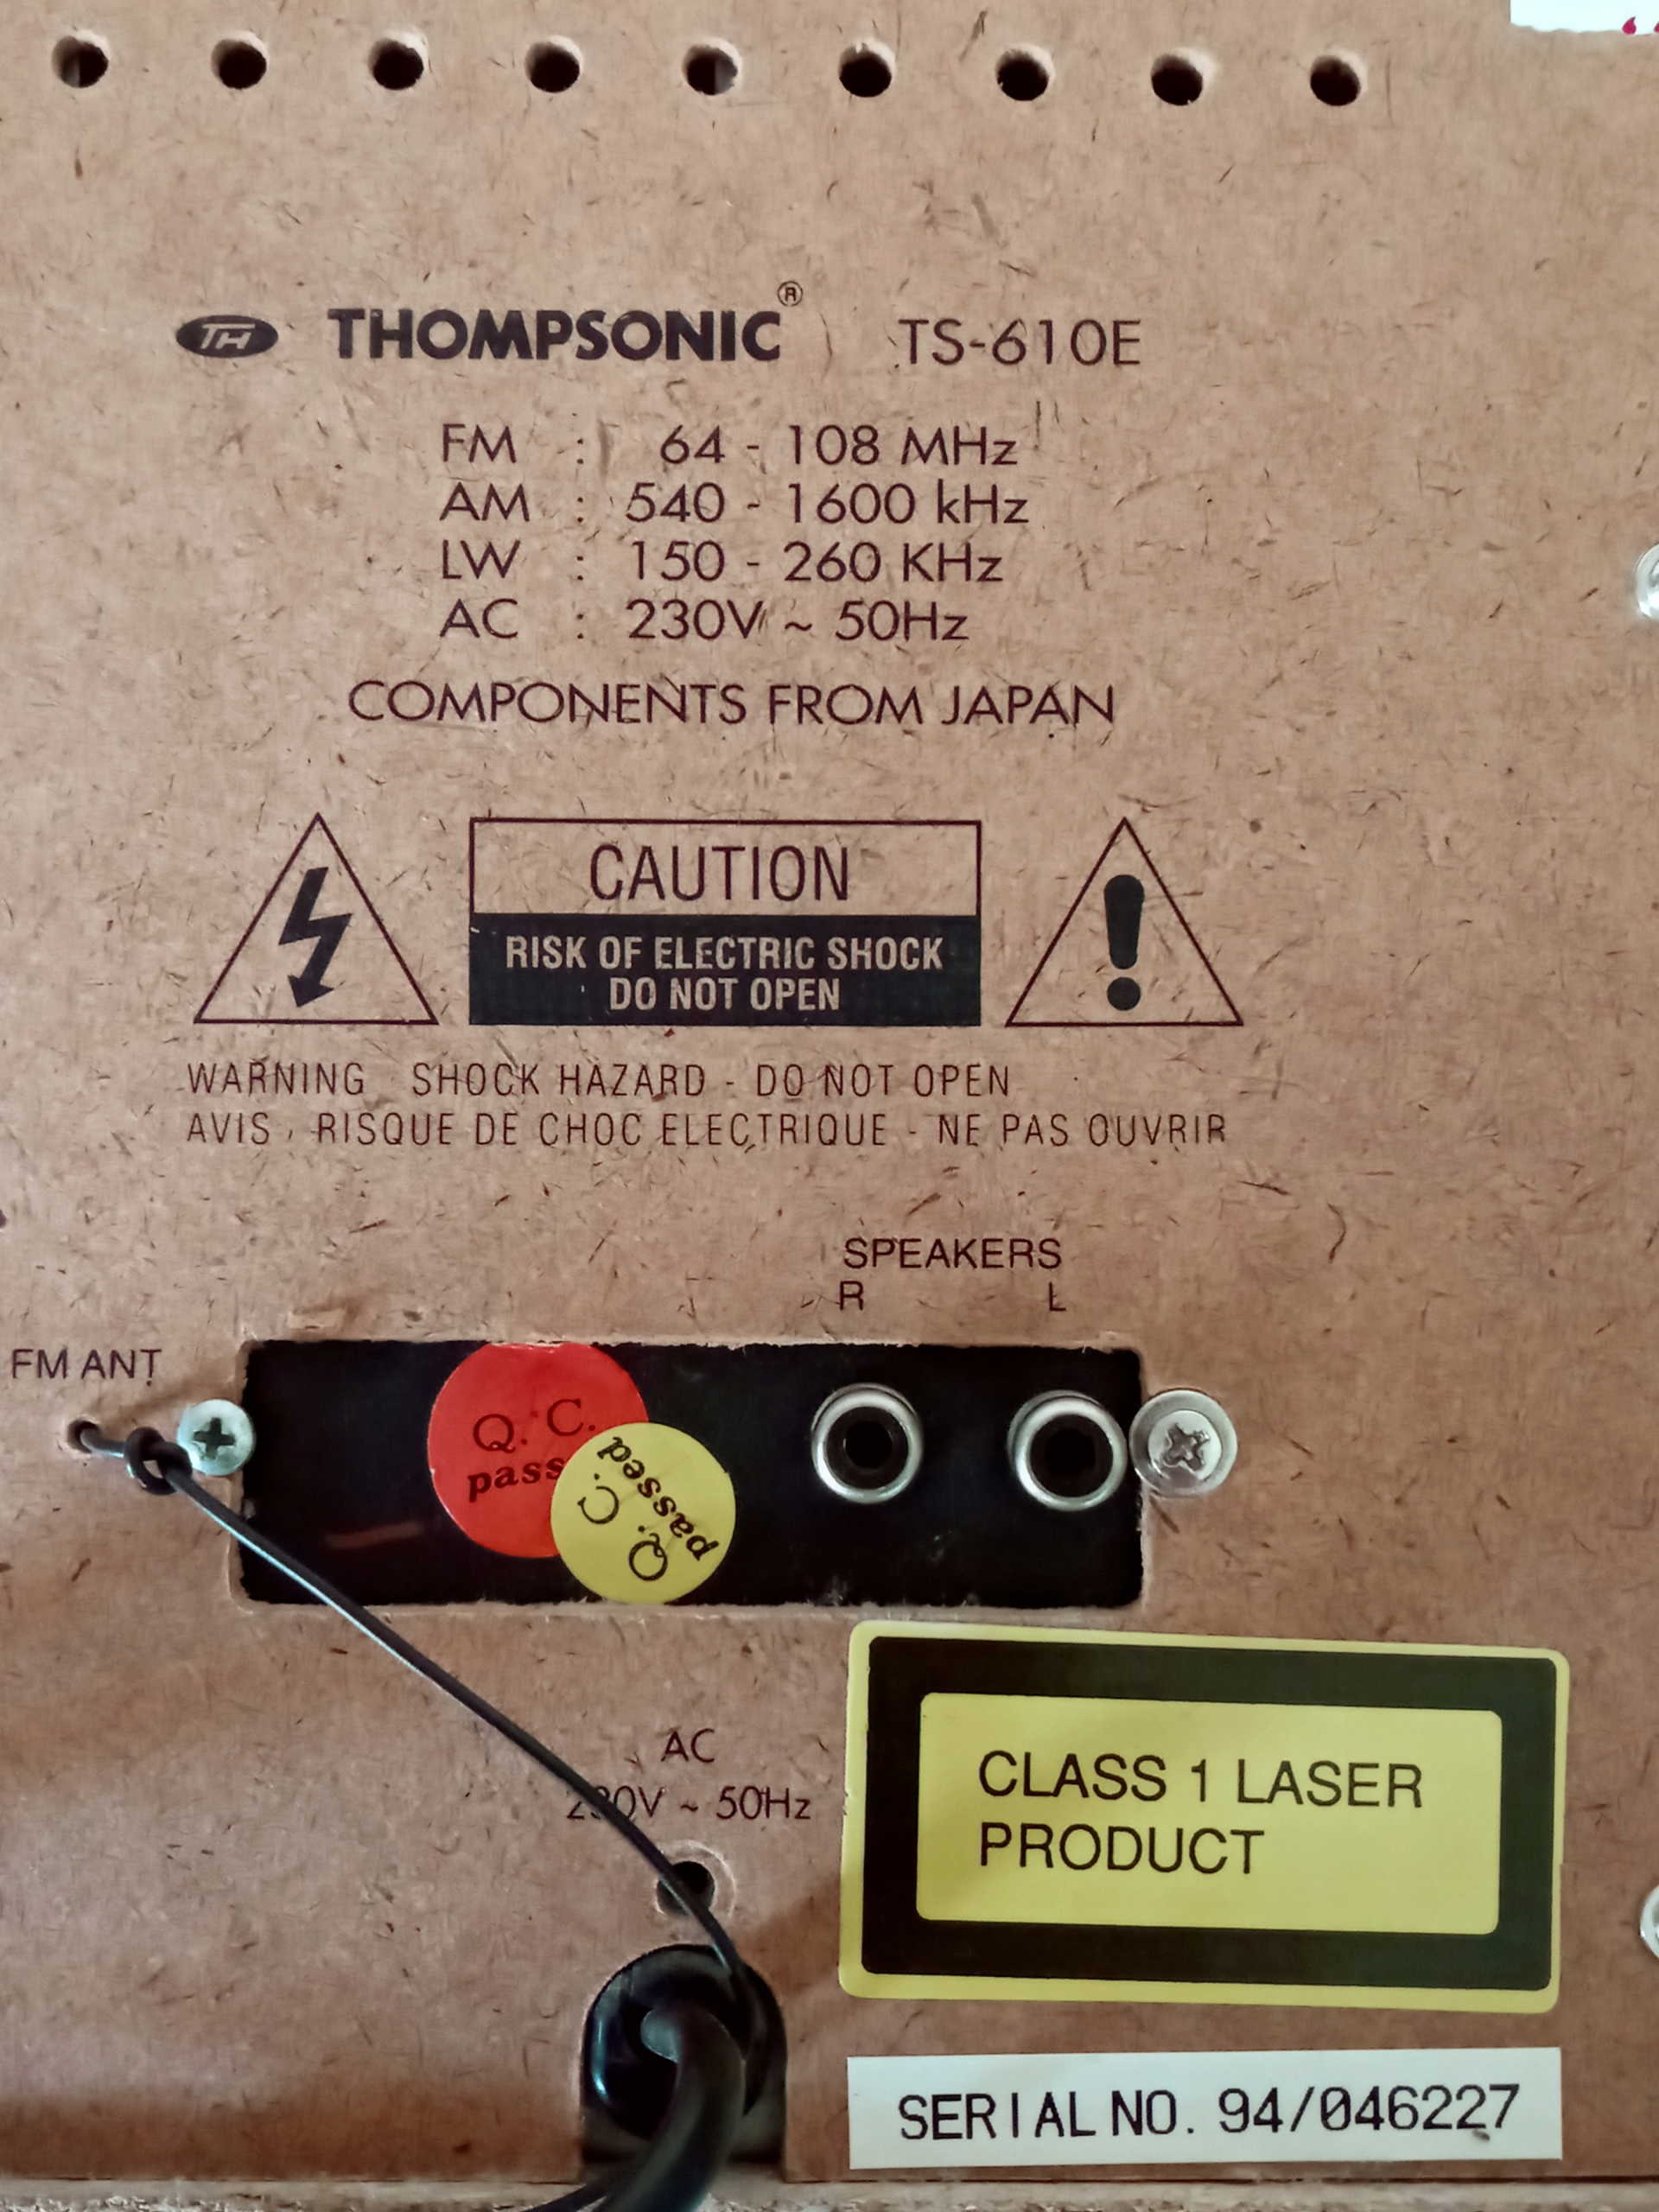 TH THOMPSONIC® TS-610E
FM : 64 - 108 MHz
AM : 540 - 1600 kHz
LW : 150 - 260 KHz
AC : 230V ~ 50Hz
COMPONENTS FROM JAPAN
CAUTION
RISK OF ELECTRIC SHOCK
DO NOT OPEN
WARNING SHOCK HAZARD - DO NOT OPEN
AVIS RISQUE DE CHOC ELECTRIQUE - NE PAS OUVRIR
SPEAKERS
R L
FM ANT
Q. C.
pass
Q. C.
passed
AC
230V ~ 50Hz
CLASS 1 LASER
PRODUCT
SERIAL NO. 94/046227